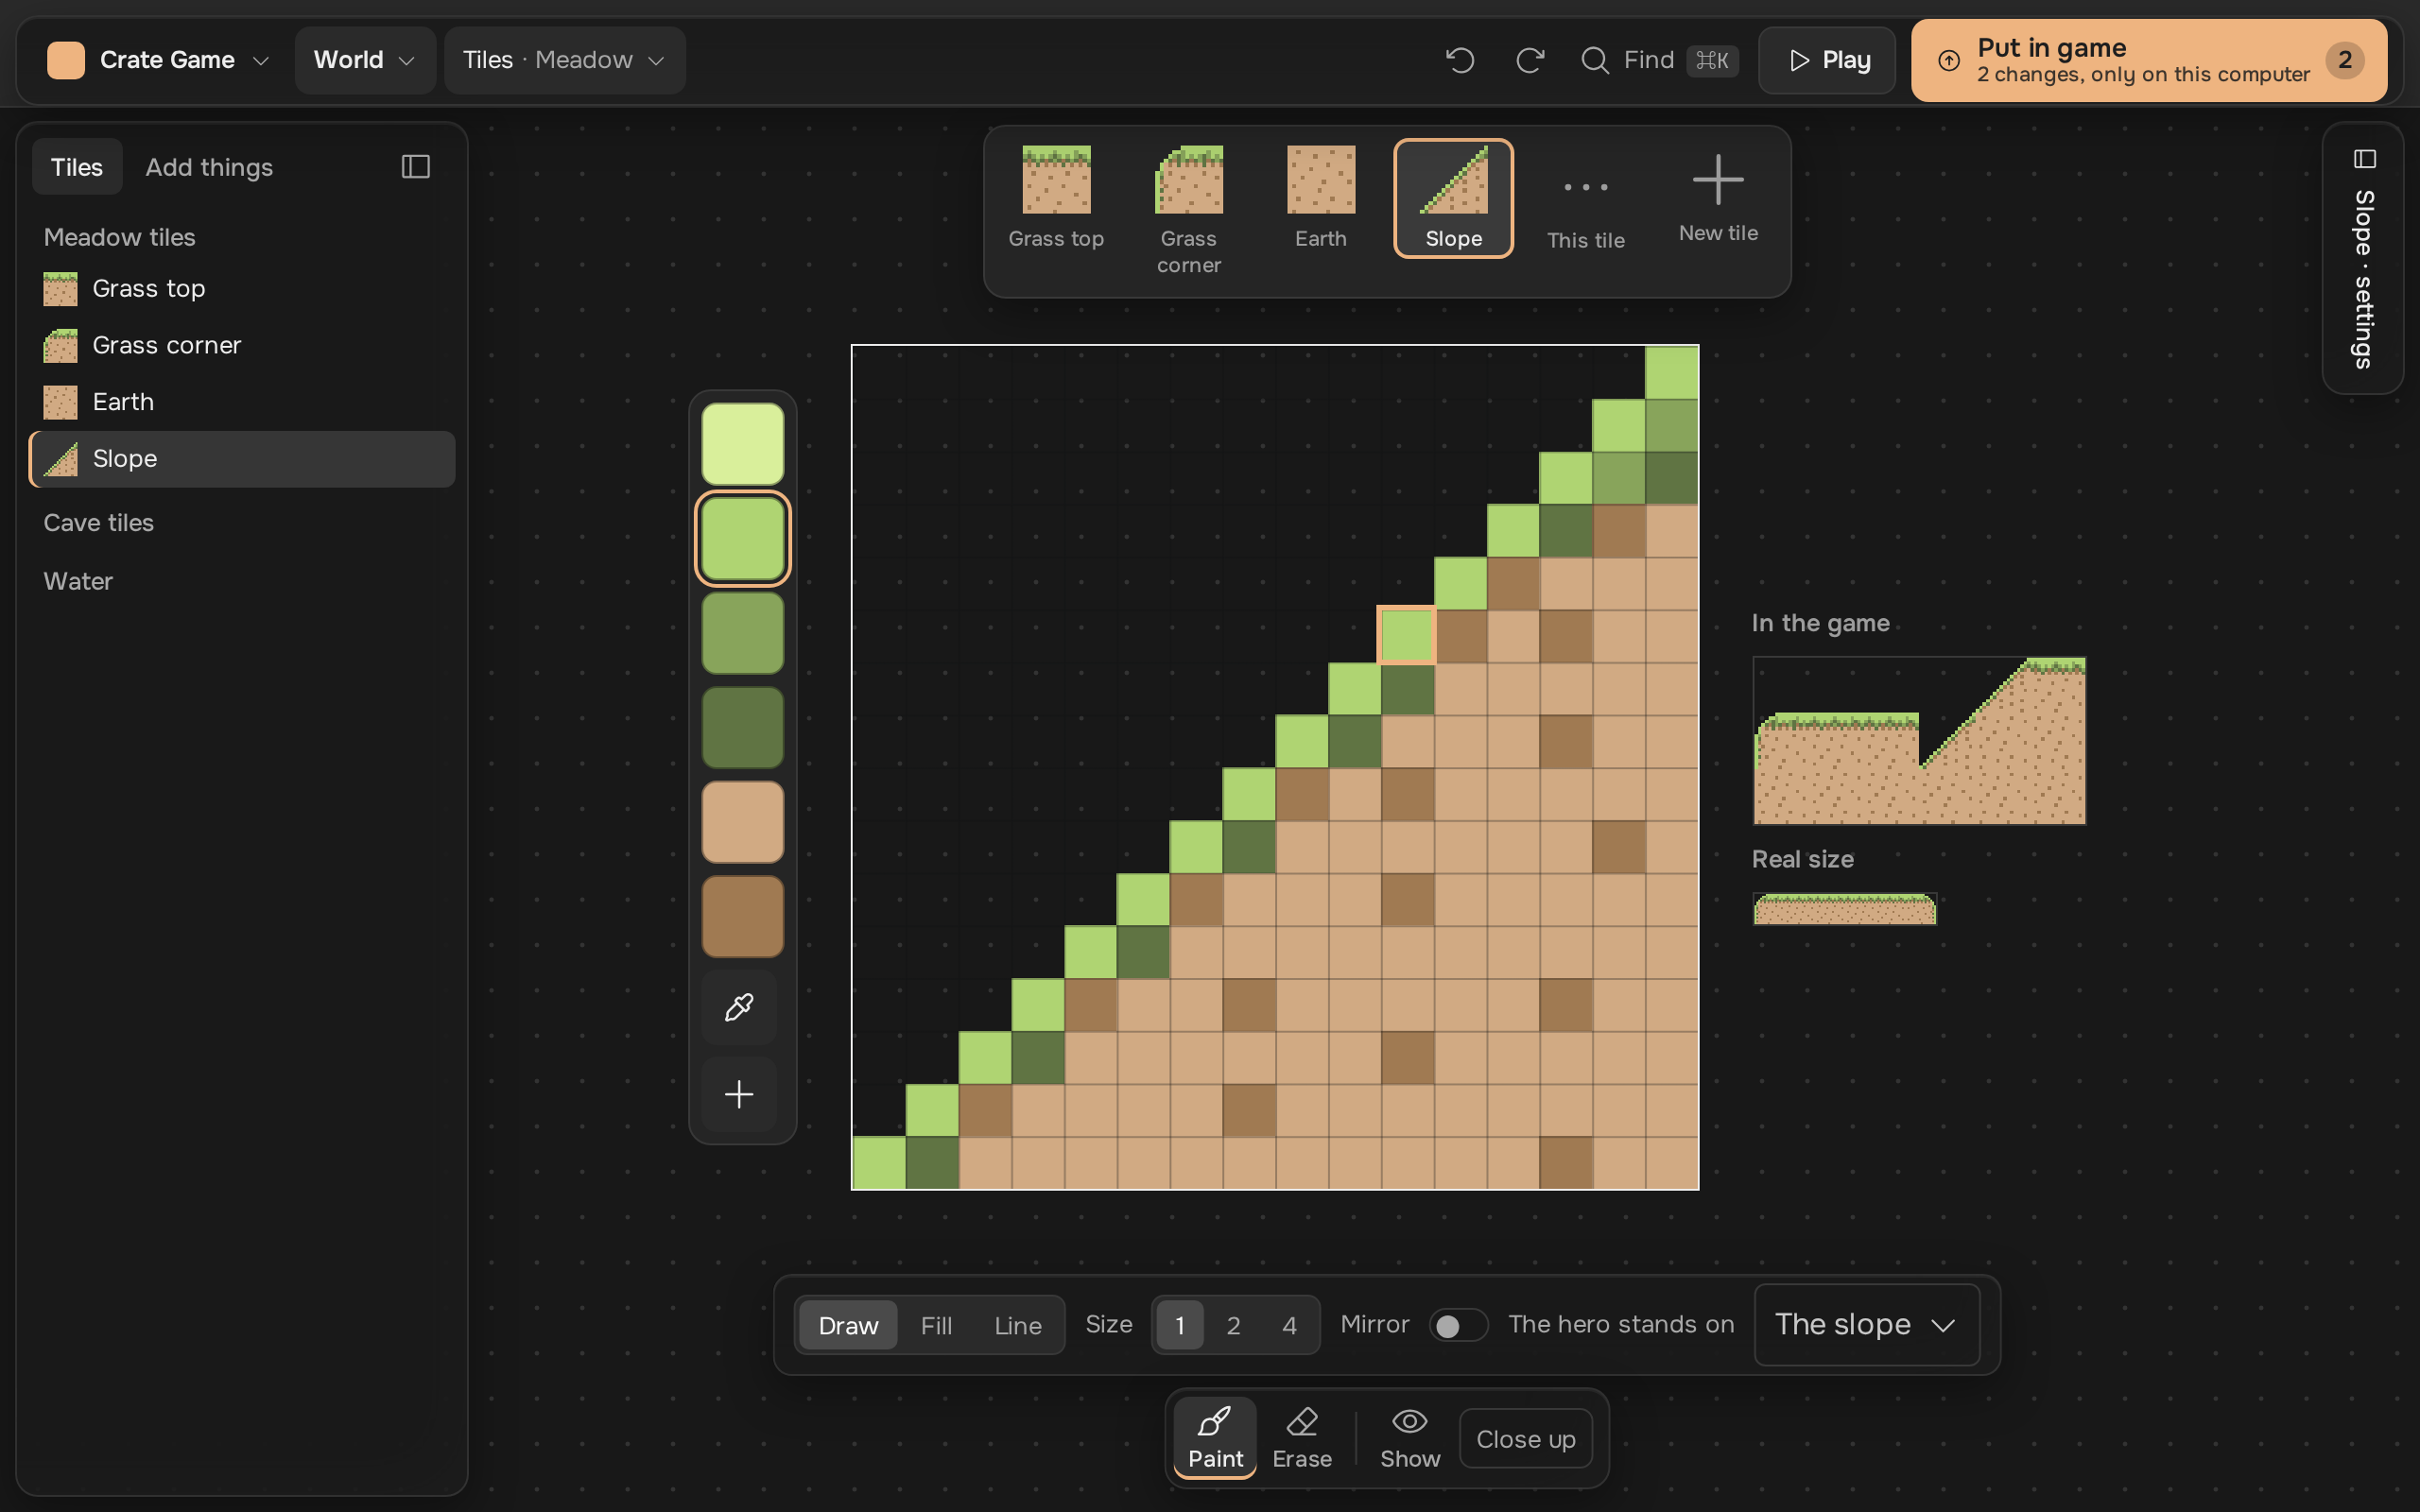 Crate Game
World
Tiles · Meadow
Find ⌘K
Play
Put in game
2 changes, only on this computer
2
Tiles
Add things
Meadow tiles
Grass top
Grass corner
Earth
Slope
Cave tiles
Water
Grass top
Grass
corner
Earth
Slope
This tile
New tile
Slope · settings
In the game
Real size
Draw
Fill
Line
Size
1
2
4
Mirror
The hero stands on
The slope
Paint
Erase
Show
Close up